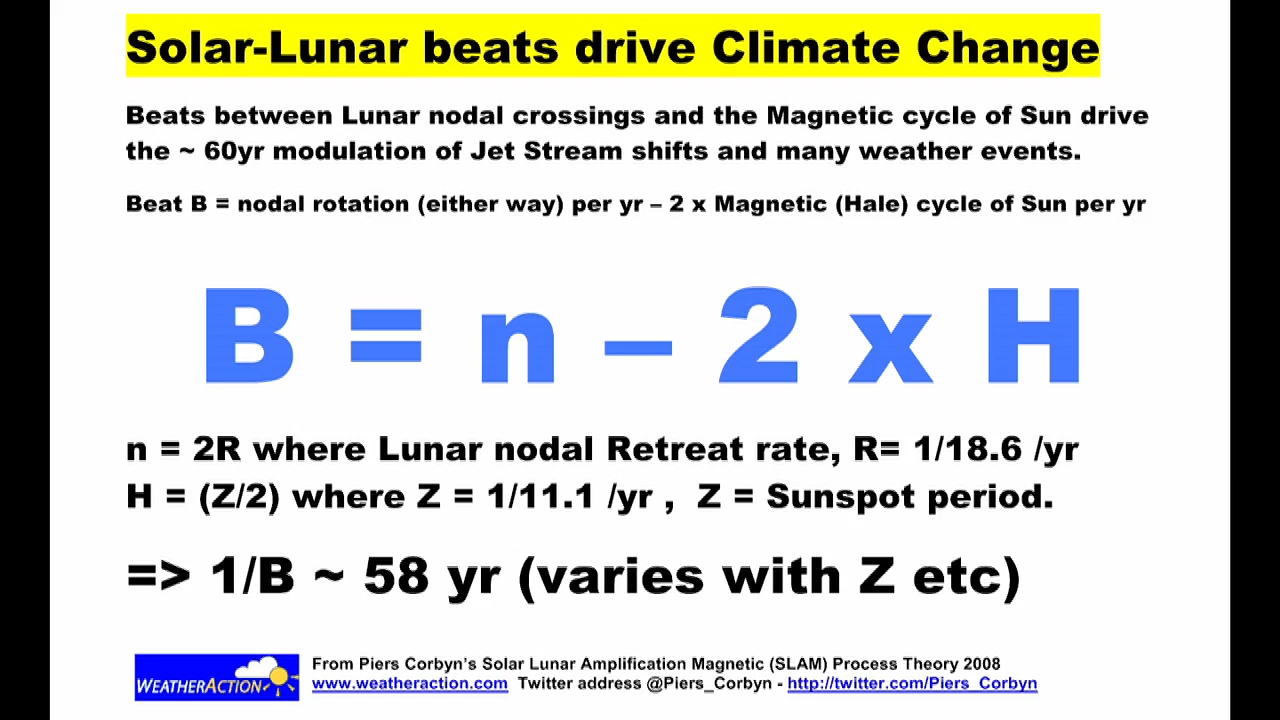 Solar-Lunar beats drive Climate Change
Beats between Lunar nodal crossings and the Magnetic cycle of Sun drive
the ~ 60yr modulation of Jet Stream shifts and many weather events.
Beat B = nodal rotation (either way) per yr – 2 x Magnetic (Hale) cycle of Sun per yr
B = n – 2 x H
n = 2R where Lunar nodal Retreat rate, R= 1/18.6 /yr
H = (Z/2) where Z = 1/11.1 /yr , Z = Sunspot period.
=> 1/B ~ 58 yr (varies with Z etc)
WEATHERACTION
From Piers Corbyn's Solar Lunar Amplification Magnetic (SLAM) Process Theory 2008
www.weatheraction.com Twitter address @Piers_Corbyn - http://twitter.com/Piers_Corbyn